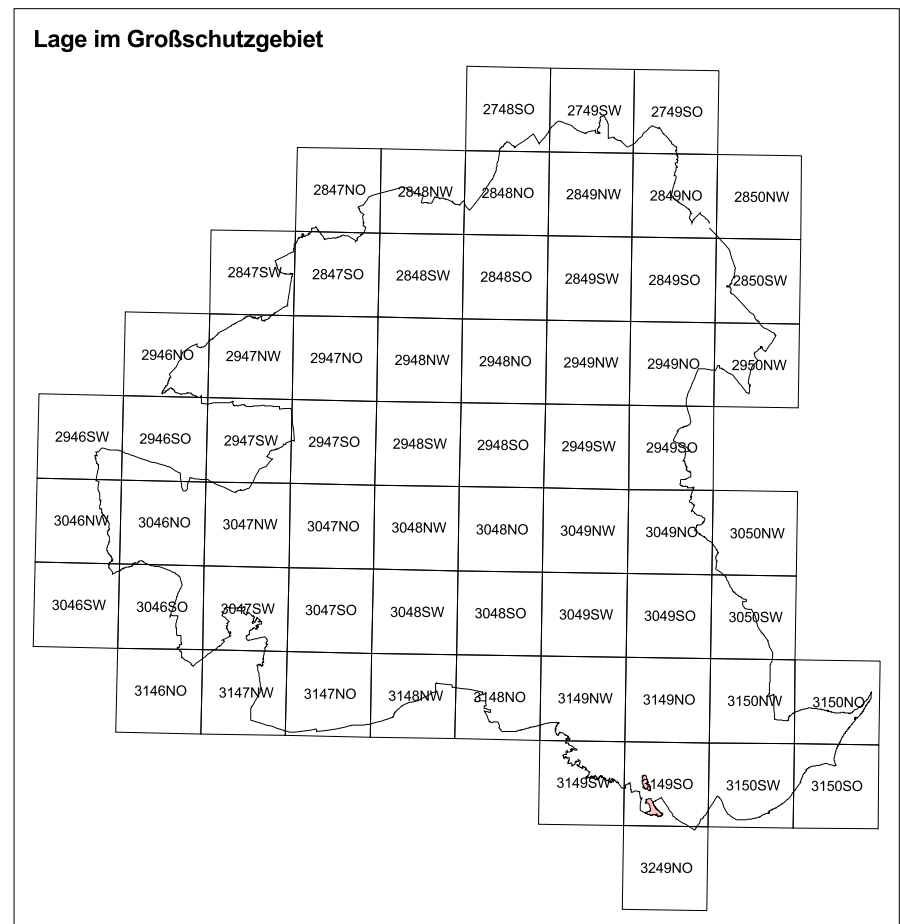 Lage im Großschutzgebiet
2748SO 2749SW 2749SO
2847NO 2848NW 2848NO 2849NW 2849NO 2850NW
2847SW 2847SO 2848SW 2848SO 2849SW 2849SO 2850SW
2946NO 2947NW 2947NO 2948NW 2948NO 2949NW 2949NO 2950NW
2946SW 2946SO 2947SW 2947SO 2948SW 2948SO 2949SW 2949SO
3046NW 3046NO 3047NW 3047NO 3048NW 3048NO 3049NW 3049NO 3050NW
3046SW 3046SO 3047SW 3047SO 3048SW 3048SO 3049SW 3049SO 3050SW
3146NO 3147NW 3147NO 3148NW 3148NO 3149NW 3149NO 3150NW 3150NO
3149SW 3149SO 3150SW 3150SO
3249NO